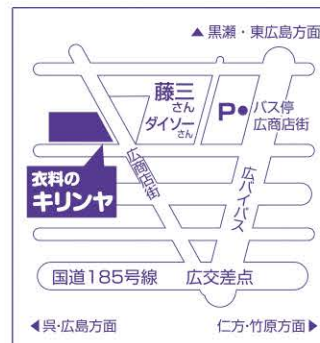 ▲黒瀬・東広島方面
藤三
さん
ダイソー
さん
P
バス停
広商店街
衣料の
キリンヤ
広商店街
広バイパス
国道185号線
広交差点
◀呉・広島方面
仁方・竹原方面▶